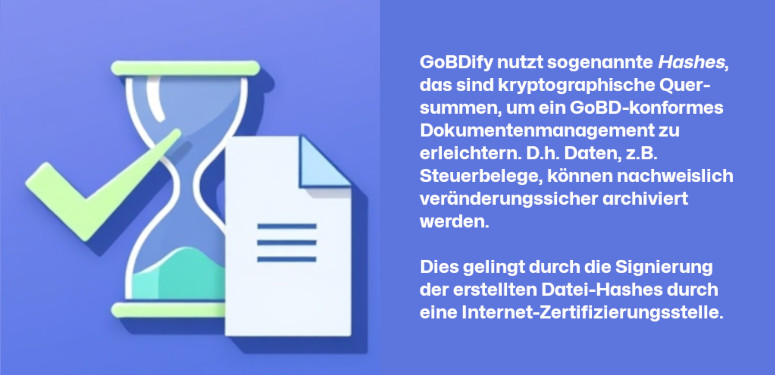 GoBDify nutzt sogenannte Hashes,
das sind kryptographische Quer-
summen, um ein GoBD-konformes
Dokumentenmanagement zu
erleichtern. D.h. Daten, z.B.
Steuerbelege, können nachweislich
veränderungssicher archiviert
werden.
Dies gelingt durch die Signierung
der erstellten Datei-Hashes durch
eine Internet-Zertifizierungsstelle.